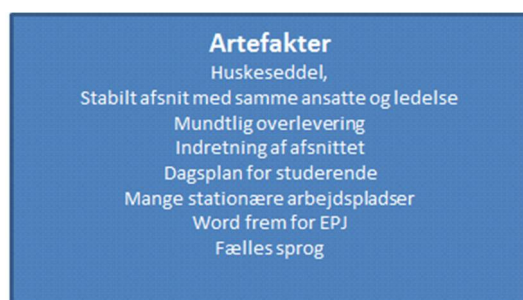 Artefakter
Huskeseddel,
Stabilt afsnit med samme ansatte og ledelse
Mundtlig overlevering
Indretning af afsnittet
Dagsplan for studerende
Mange stationære arbejdspladser
Word frem for EPJ
Fælles sprog